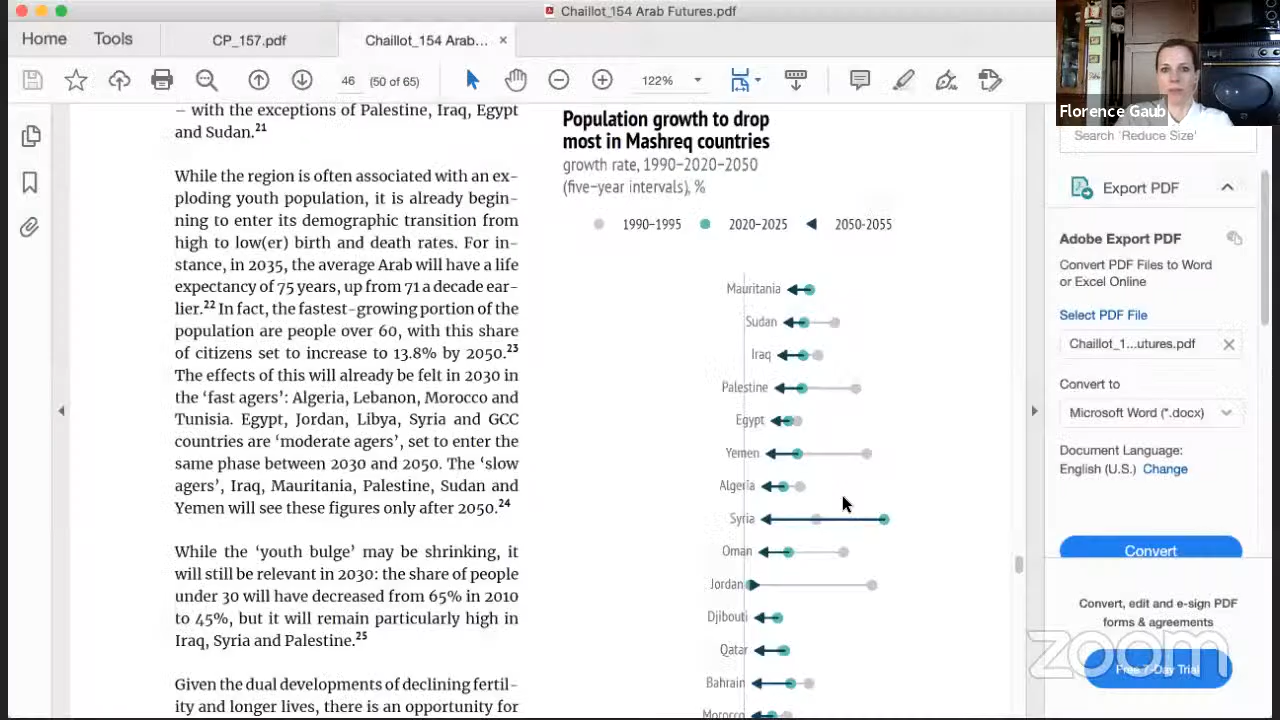 Chaillot_154 Arab Futures.pdf
Home
Tools
CP_157.pdf
Chaillot_154 Arab...
46
(50 of 65)
122%
Florence Gaub
– with the exceptions of Palestine, Iraq, Egypt
and Sudan.21
While the region is often associated with an ex-
ploding youth population, it is already begin-
ning to enter its demographic transition from
high to low(er) birth and death rates. For in-
stance, in 2035, the average Arab will have a life
expectancy of 75 years, up from 71 a decade ear-
lier.22 In fact, the fastest-growing portion of the
population are people over 60, with this share
of citizens set to increase to 13.8% by 2050.23
The effects of this will already be felt in 2030 in
the ‘fast agers’: Algeria, Lebanon, Morocco and
Tunisia. Egypt, Jordan, Libya, Syria and GCC
countries are ‘moderate agers’, set to enter the
same phase between 2030 and 2050. The ‘slow
agers’, Iraq, Mauritania, Palestine, Sudan and
Yemen will see these figures only after 2050.24
While the ‘youth bulge’ may be shrinking, it
will still be relevant in 2030: the share of people
under 30 will have decreased from 65% in 2010
to 45%, but it will remain particularly high in
Iraq, Syria and Palestine.25
Given the dual developments of declining fertil-
ity and longer lives, there is an opportunity for
Population growth to drop
most in Mashreq countries
growth rate, 1990–2020–2050
(five-year intervals), %
1990–1995
2020–2025
2050-2055
Mauritania
Sudan
Iraq
Palestine
Egypt
Yemen
Algeria
Syria
Oman
Jordan
Djibouti
Qatar
Bahrain
Morocco
Search 'Reduce Size'
Export PDF
Adobe Export PDF
Convert PDF Files to Word
or Excel Online
Select PDF File
Chaillot_1...utures.pdf
Convert to
Microsoft Word (*.docx)
Document Language:
English (U.S.) Change
Convert
Convert, edit and e-sign PDF
forms & agreements
Free 7-Day Trial
zoom